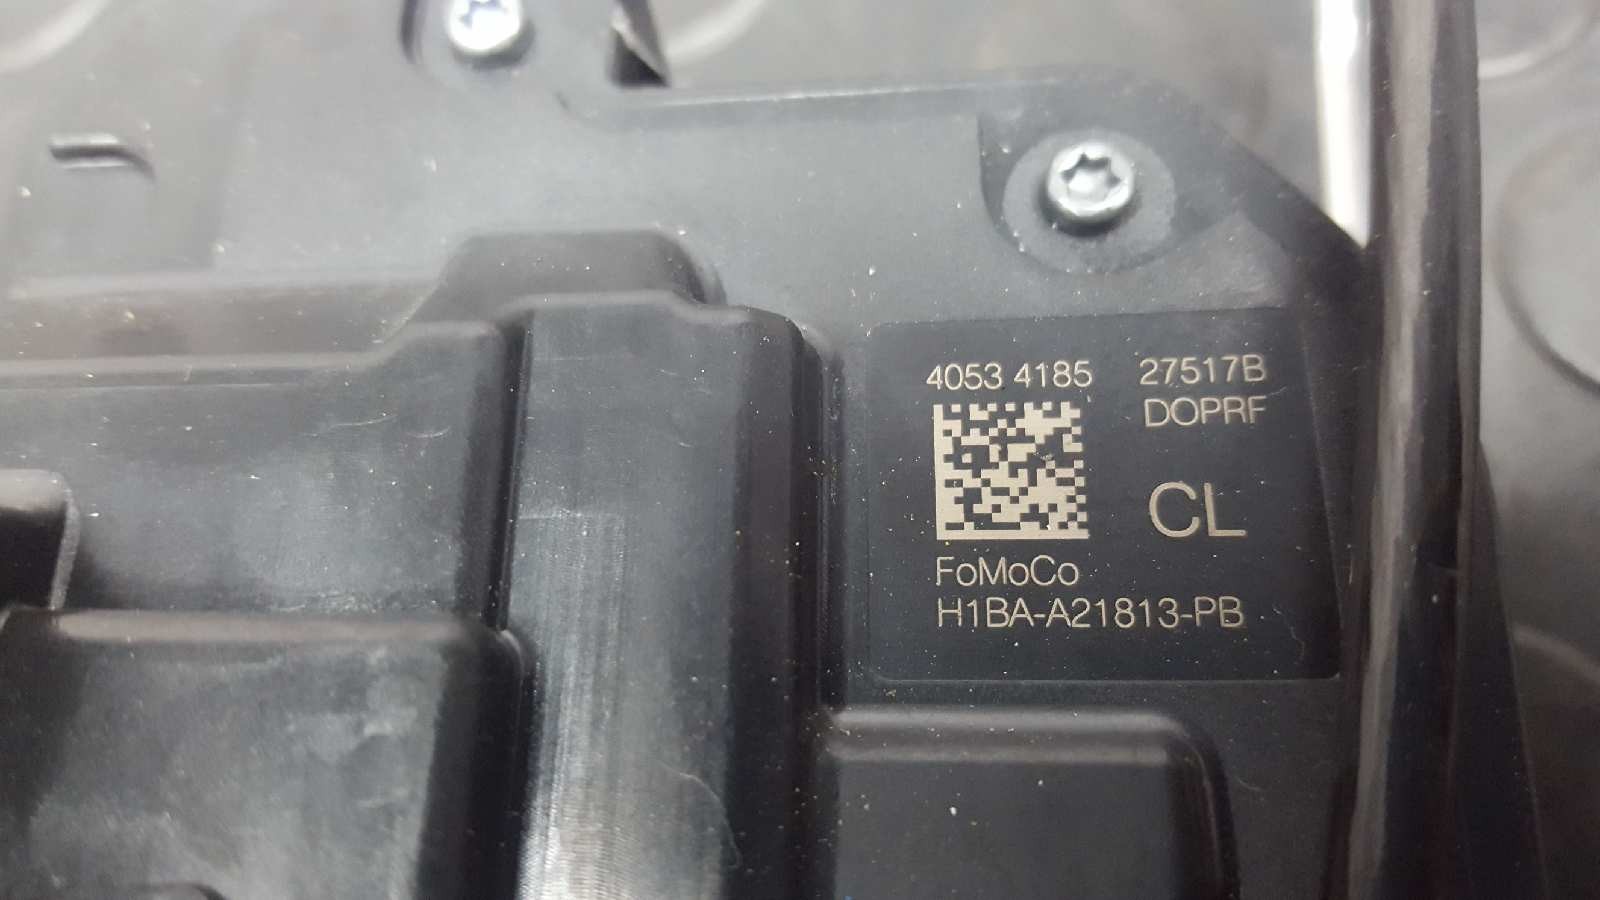 4053 4185 27517B
DOPRF
CL
FoMoCo
H1BA-A21813-PB